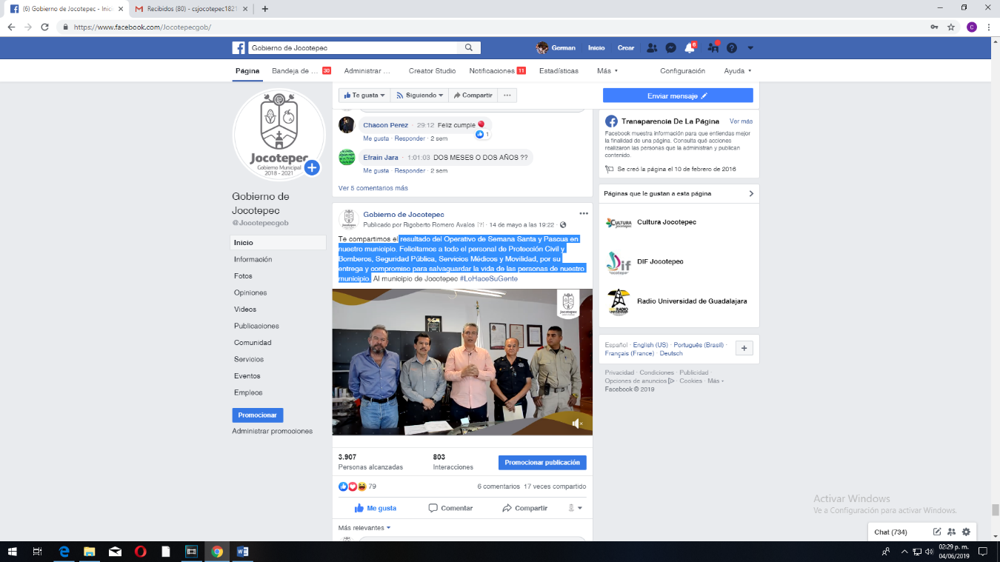 (6) Gobierno de Jocotepec - Inic
Recibidos (80) - csjocotepec1821
https://www.facebook.com/Jocotepecgob/
C
Gobierno de Jocotepec
German Inicio Crear 6
Página Bandeja de ... 30 Administrar ... Creator Studio Notificaciones 11 Estadísticas Más Configuración Ayuda
Te gusta Siguiendo Compartir ... Enviar mensaje
Jocotepec
Gobierno Municipal
2018 - 2021
Gobierno de
Jocotepec
@Jocotepecgob
Inicio
Información
Fotos
Opiniones
Videos
Publicaciones
Comunidad
Servicios
Eventos
Empleos
Promocionar
Administrar promociones
Chacon Perez · 29:12 Feliz cumple
1
Me gusta · Responder · 2 sem
Efrain Jara · 1:01:03 DOS MESES O DOS AÑOS ??
Me gusta · Responder · 2 sem
Ver 5 comentarios más
Gobierno de Jocotepec
Publicado por Rigoberto Romero Avalos [?] · 14 de mayo a las 19:22 ·
Te compartimos el resultado del Operativo de Semana Santa y Pascua en
nuestro municipio. Felicitamos a todo el personal de Protección Civil y
Bomberos, Seguridad Pública, Servicios Médicos y Movilidad, por su
entrega y compromiso para salvaguardar la vida de las personas de nuestro
municipio. Al municipio de Jocotepec #LoHaceSuGente
Jocotepec
3.907
Personas alcanzadas
803
Interacciones
Promocionar publicación
79
6 comentarios 17 veces compartido
Me gusta Comentar Compartir
Más relevantes
Transparencia De La Página Ver más
Facebook muestra información para que entiendas mejor
la finalidad de una página. Consulta qué acciones
realizaron las personas que la administran y publican
contenido.
Se creó la página el 10 de febrero de 2016
Páginas que le gustan a esta página
CULTURA
Jocotepec
Cultura Jocotepec
Dif
DIF Jocotepec
RADIO
Radio Universidad de Guadalajara
Español · English (US) · Português (Brasil) ·
Français (France) · Deutsch
Privacidad · Condiciones · Publicidad ·
Opciones de anuncios · Cookies · Más
Facebook © 2019
Activar Windows
Ve a Configuración para activar Windows.
Chat (734)
02:29 p. m.
04/06/2019